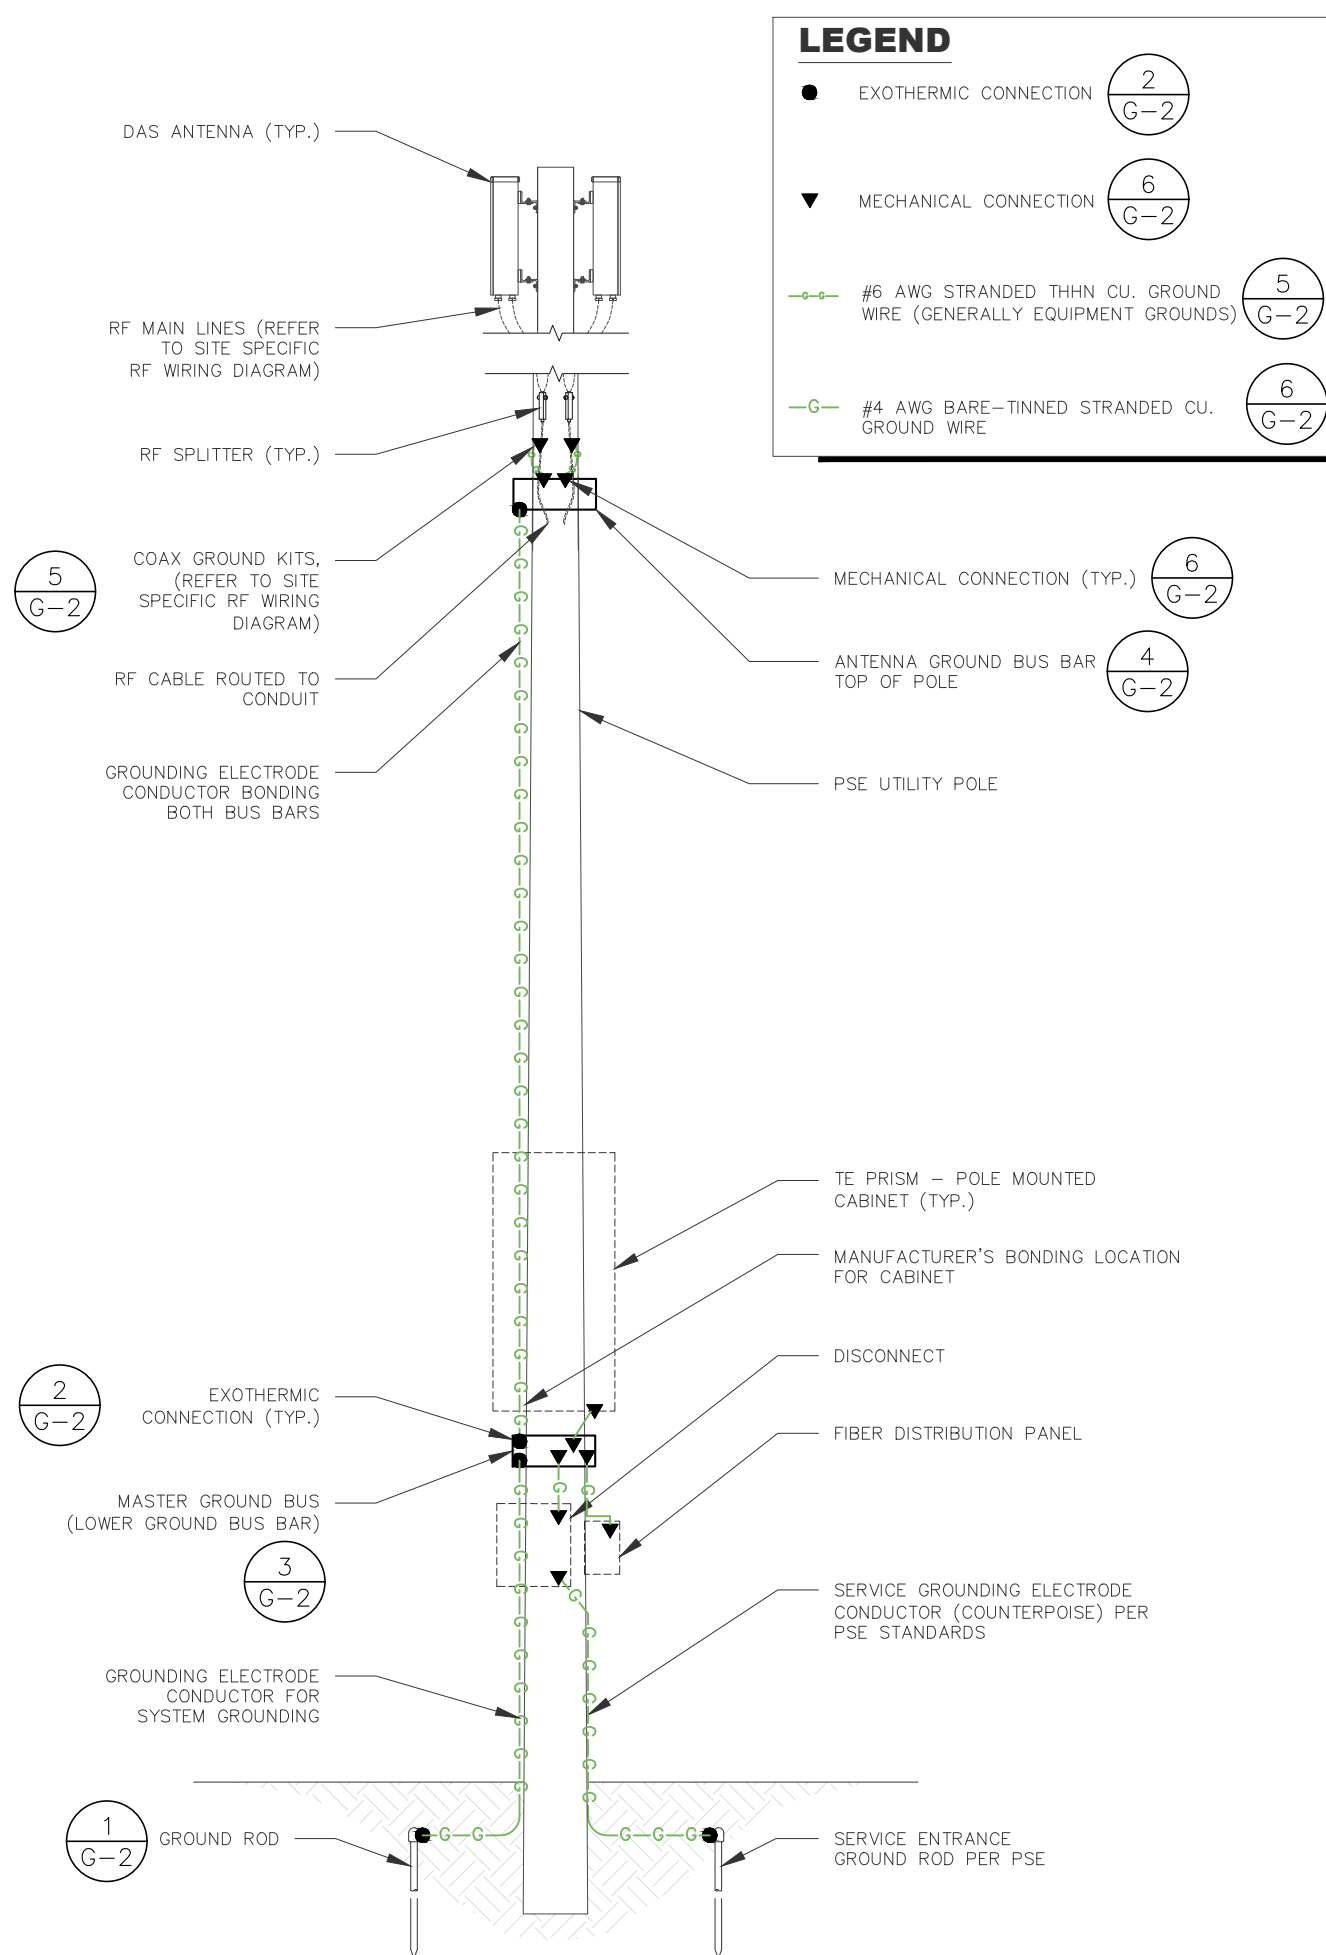 LEGEND
EXOTHERMIC CONNECTION
2
G-2
MECHANICAL CONNECTION
6
G-2
#6 AWG STRANDED THHN CU. GROUND
WIRE (GENERALLY EQUIPMENT GROUNDS)
5
G-2
#4 AWG BARE-TINNED STRANDED CU.
GROUND WIRE
6
G-2
DAS ANTENNA (TYP.)
RF MAIN LINES (REFER
TO SITE SPECIFIC
RF WIRING DIAGRAM)
RF SPLITTER (TYP.)
5
G-2
COAX GROUND KITS,
(REFER TO SITE
SPECIFIC RF WIRING
DIAGRAM)
RF CABLE ROUTED TO
CONDUIT
GROUNDING ELECTRODE
CONDUCTOR BONDING
BOTH BUS BARS
MECHANICAL CONNECTION (TYP.)
6
G-2
ANTENNA GROUND BUS BAR
TOP OF POLE
4
G-2
PSE UTILITY POLE
TE PRISM - POLE MOUNTED
CABINET (TYP.)
MANUFACTURER'S BONDING LOCATION
FOR CABINET
DISCONNECT
FIBER DISTRIBUTION PANEL
2
G-2
EXOTHERMIC
CONNECTION (TYP.)
MASTER GROUND BUS
(LOWER GROUND BUS BAR)
3
G-2
SERVICE GROUNDING ELECTRODE
CONDUCTOR (COUNTERPOISE) PER
PSE STANDARDS
GROUNDING ELECTRODE
CONDUCTOR FOR
SYSTEM GROUNDING
1
G-2
GROUND ROD
SERVICE ENTRANCE
GROUND ROD PER PSE